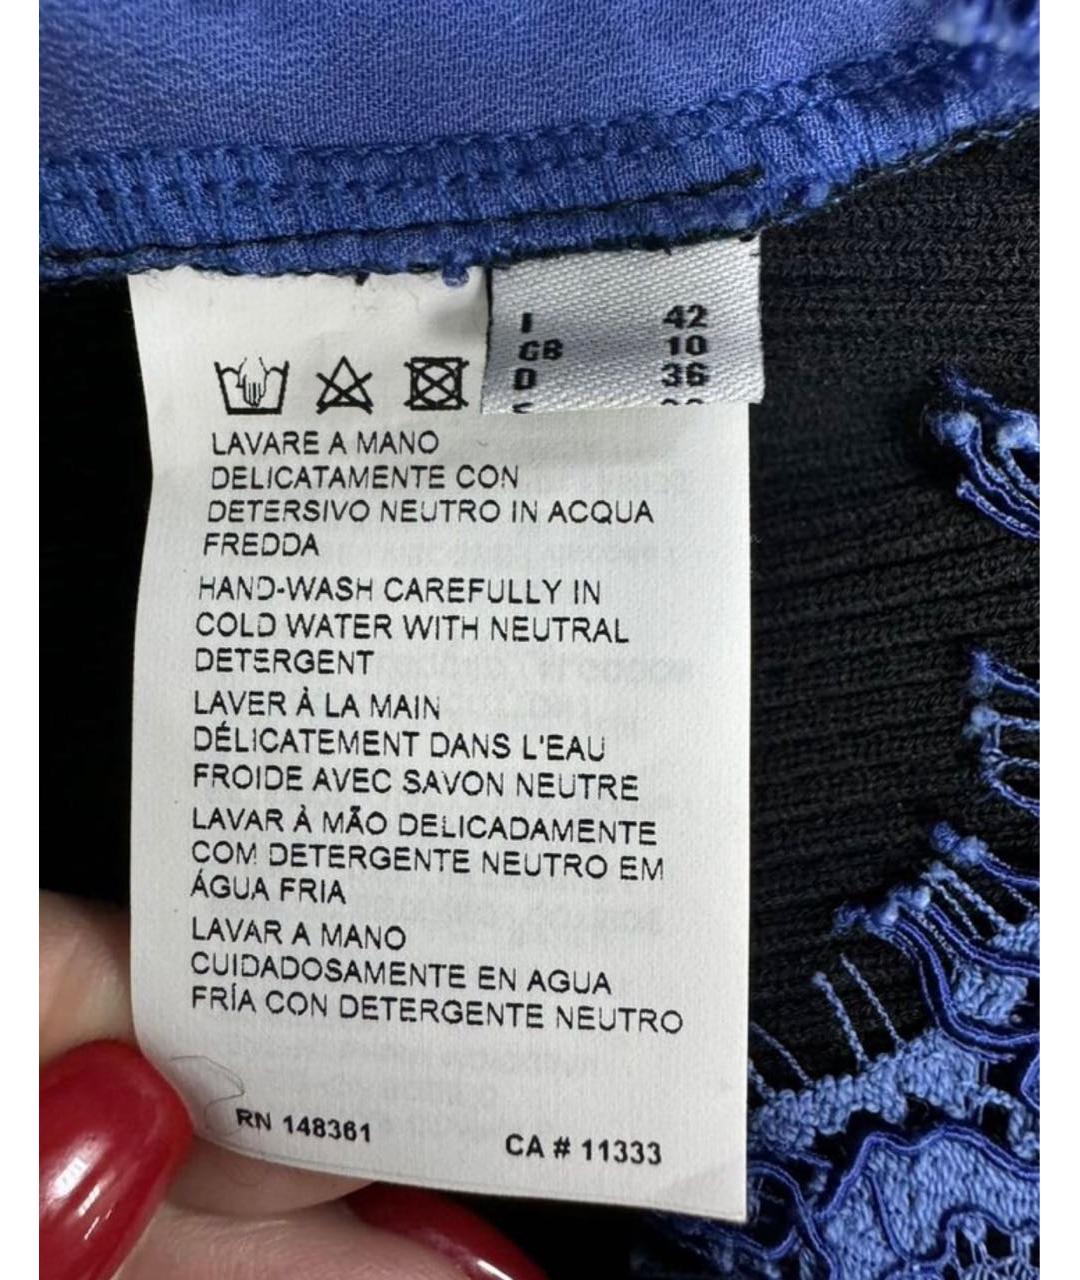 I 42
GB 10
D 36
LAVARE A MANO
DELICATAMENTE CON
DETERSIVO NEUTRO IN ACQUA
FREDDA
HAND-WASH CAREFULLY IN
COLD WATER WITH NEUTRAL
DETERGENT
LAVER À LA MAIN
DÉLICATEMENT DANS L'EAU
FROIDE AVEC SAVON NEUTRE
LAVAR À MÃO DELICADAMENTE
COM DETERGENTE NEUTRO EM
ÁGUA FRIA
LAVAR A MANO
CUIDADOSAMENTE EN AGUA
FRÍA CON DETERGENTE NEUTRO
RN 148361 CA # 11333